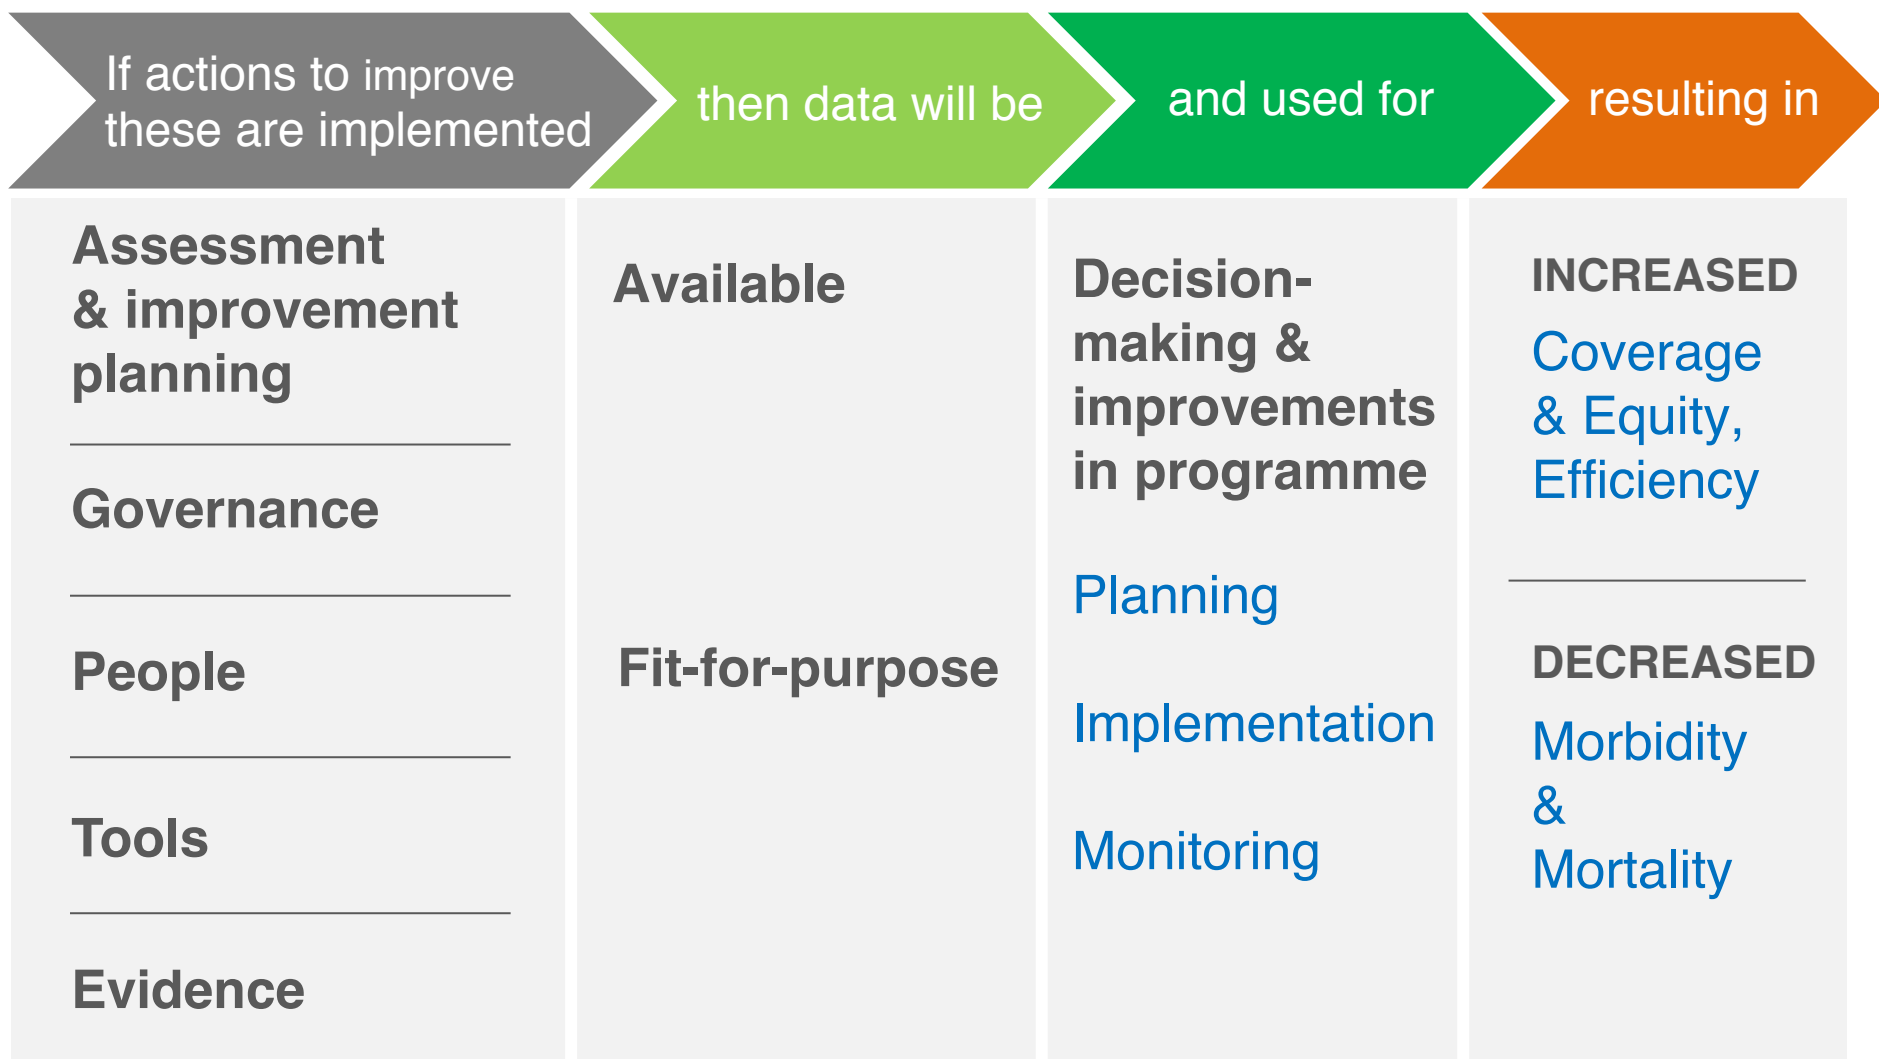 If actions to improve
these are implemented
then data will be
and used for
resulting in
Assessment
& improvement
planning
Governance
People
Tools
Evidence
Available
Fit-for-purpose
Decision-
making &
improvements
in programme
Planning
Implementation
Monitoring
INCREASED
Coverage
& Equity,
Efficiency
DECREASED
Morbidity
&
Mortality